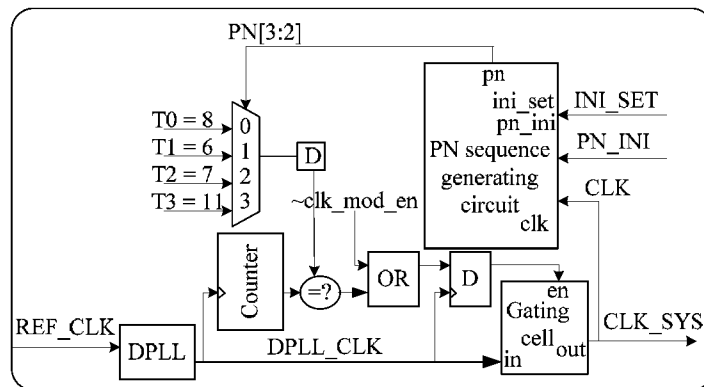 PN[3:2]
pn
ini_set
INI_SET
pn_ini
T0 = 8
0
T1 = 6
1
T2 = 7
2
T3 = 11
3
D
PN sequence
generating
circuit
clk
PN_INI
CLK
~clk_mod_en
Counter
=?
OR
D
en
Gating
cell
out
in
REF_CLK
DPLL
DPLL_CLK
CLK_SYS